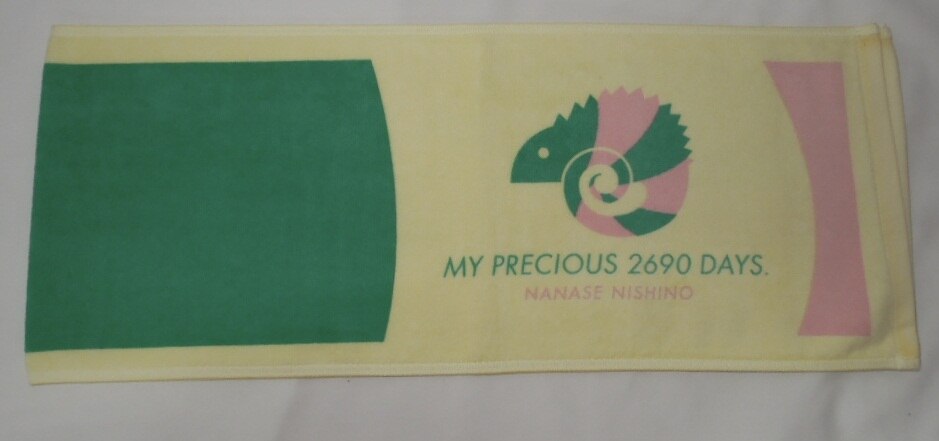 MY PRECIOUS 2690 DAYS.
NANASE NISHINO